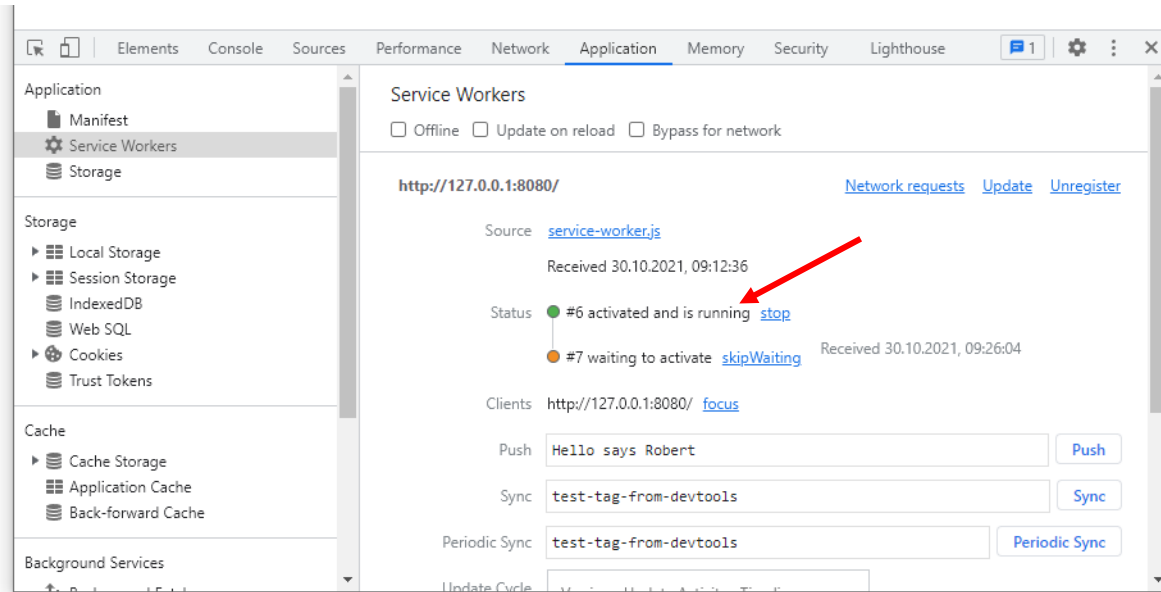 Elements Console Sources Performance Network Application Memory Security Lighthouse 1
Application
Manifest
Service Workers
Storage
Storage
Local Storage
Session Storage
IndexedDB
Web SQL
Cookies
Trust Tokens
Cache
Cache Storage
Application Cache
Back-forward Cache
Background Services
Service Workers
Offline Update on reload Bypass for network
http://127.0.0.1:8080/ Network requests Update Unregister
Source service-worker.js
Received 30.10.2021, 09:12:36
Status #6 activated and is running stop
#7 waiting to activate skipWaiting Received 30.10.2021, 09:26:04
Clients http://127.0.0.1:8080/ focus
Push Hello says Robert Push
Sync test-tag-from-devtools Sync
Periodic Sync test-tag-from-devtools Periodic Sync
Update Cycle